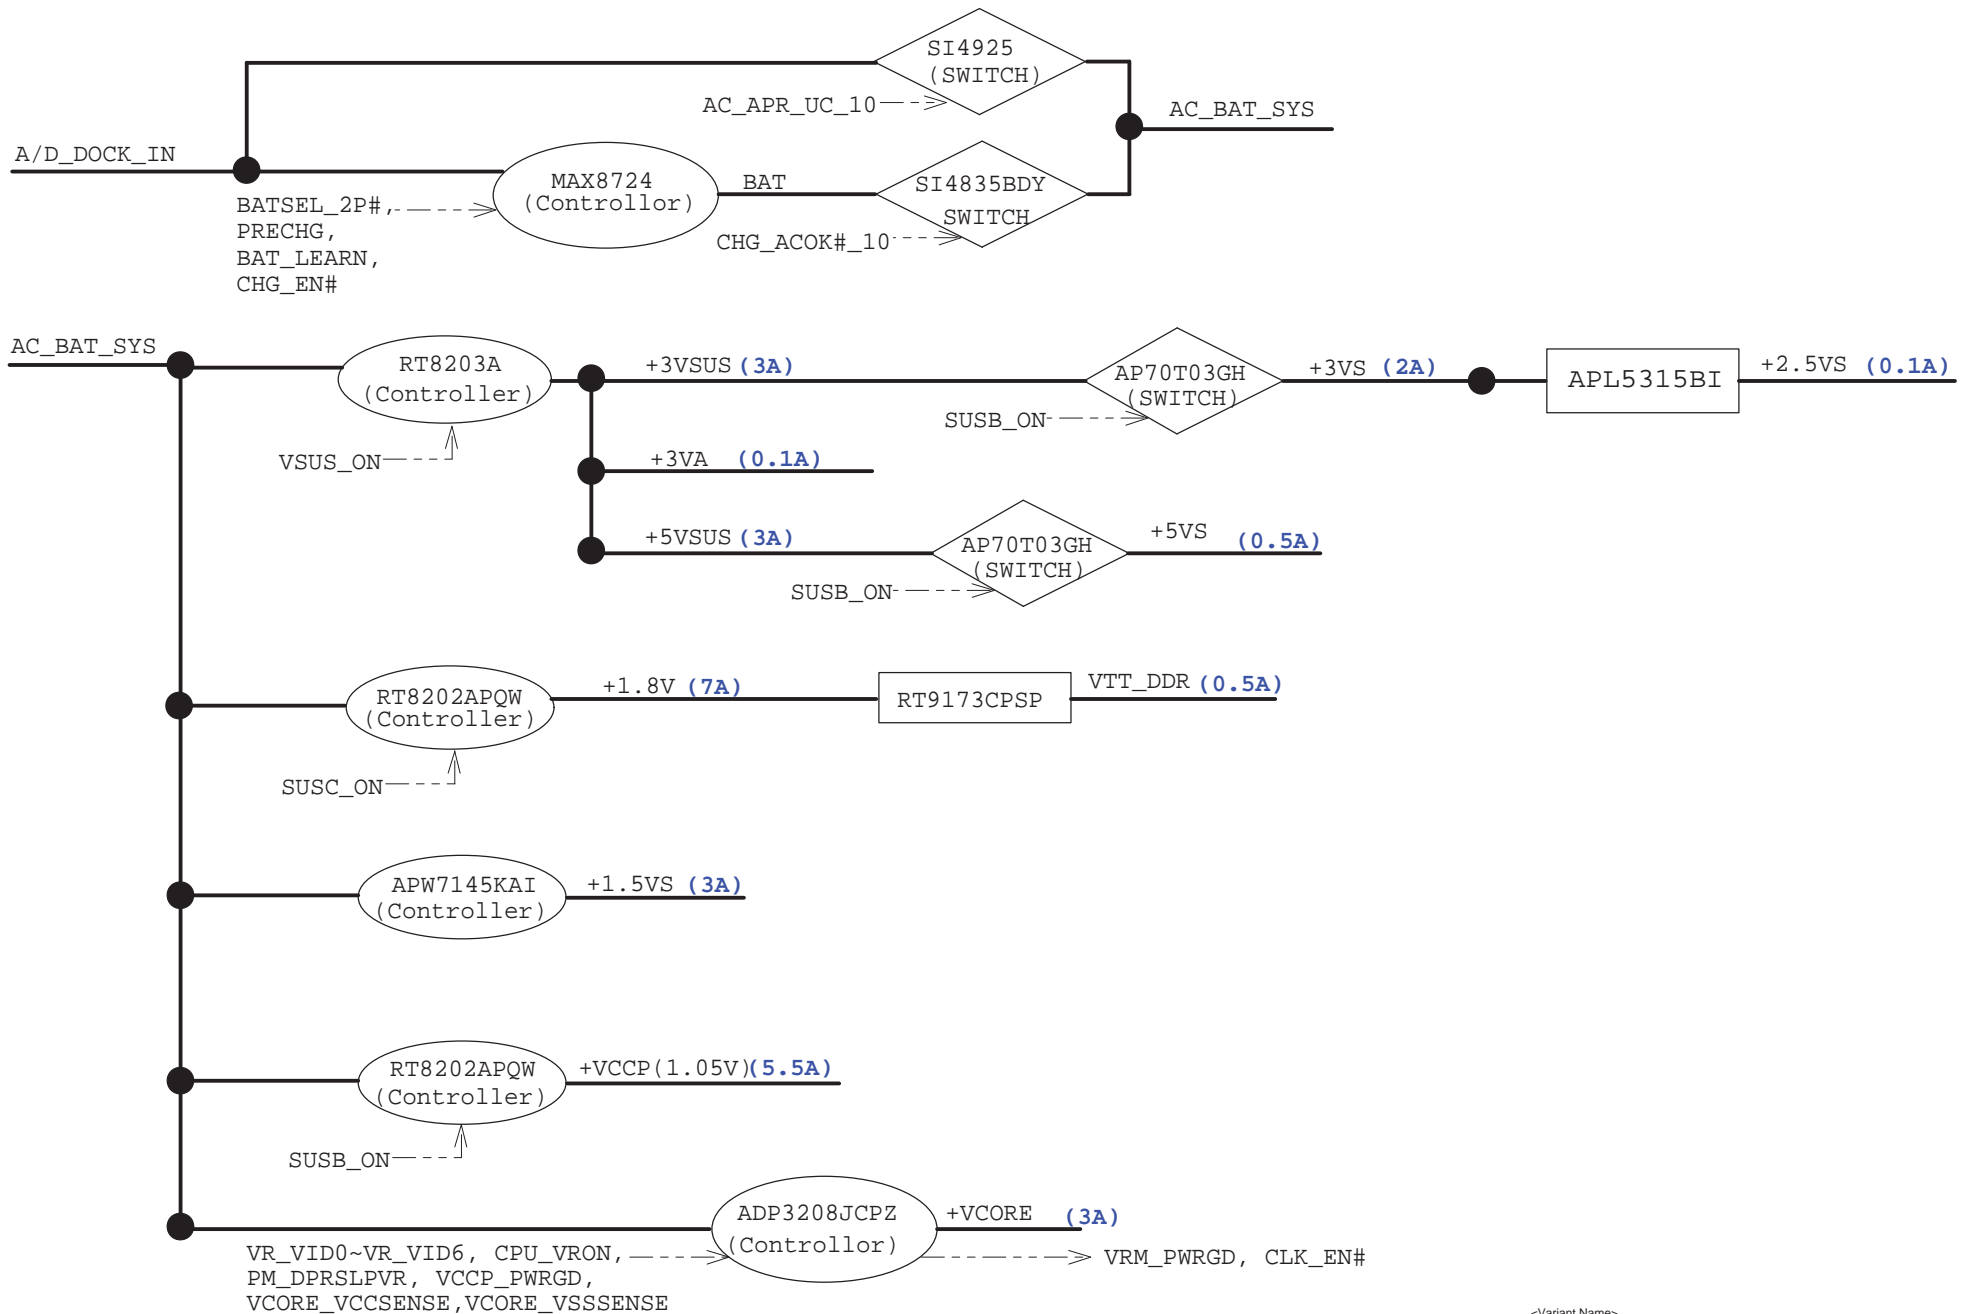 SI4925
(SWITCH)
AC_APR_UC_10
AC_BAT_SYS
A/D_DOCK_IN
MAX8724
(Controllor)
BAT
SI4835BDY
SWITCH
BATSEL_2P#,
PRECHG,
BAT_LEARN,
CHG_EN#
CHG_ACOK#_10
AC_BAT_SYS
RT8203A
(Controller)
VSUS_ON
+3VSUS (3A)
AP70T03GH
(SWITCH)
SUSB_ON
+3VS (2A)
APL5315BI
+2.5VS (0.1A)
+3VA (0.1A)
+5VSUS (3A)
AP70T03GH
(SWITCH)
SUSB_ON
+5VS (0.5A)
RT8202APQW
(Controller)
SUSC_ON
+1.8V (7A)
RT9173CPSP
VTT_DDR (0.5A)
APW7145KAI
(Controller)
+1.5VS (3A)
RT8202APQW
(Controller)
SUSB_ON
+VCCP(1.05V)(5.5A)
ADP3208JCPZ
(Controllor)
+VCORE (3A)
VR_VID0~VR_VID6, CPU_VRON,
PM_DPRSLPVR, VCCP_PWRGD,
VCORE_VCCSENSE,VCORE_VSSSENSE
VRM_PWRGD, CLK_EN#
<Variant Name>